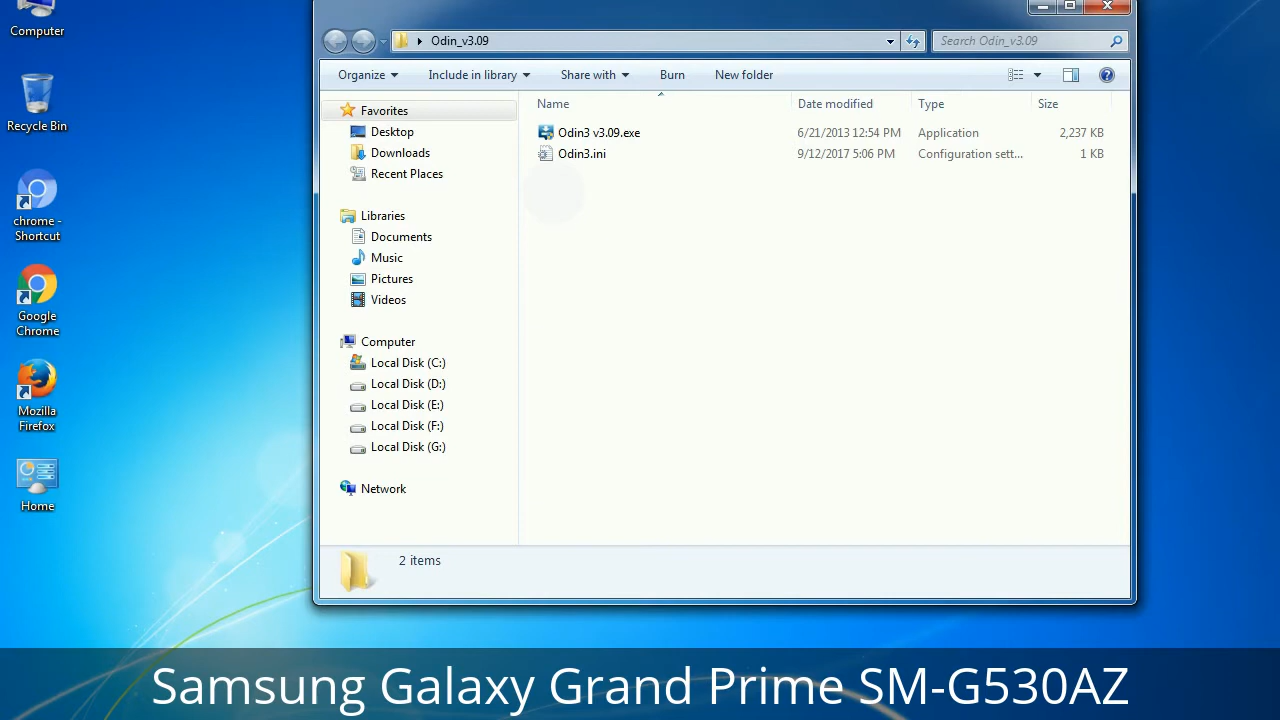 Computer
Recycle Bin
chrome -
Shortcut
Google
Chrome
Mozilla
Firefox
Home
Odin_v3.09
Search Odin_v3.09
Organize
Include in library
Share with
Burn
New folder
Favorites
Desktop
Downloads
Recent Places
Libraries
Documents
Music
Pictures
Videos
Computer
Local Disk (C:)
Local Disk (D:)
Local Disk (E:)
Local Disk (F:)
Local Disk (G:)
Network
Name Date modified Type Size
Odin3 v3.09.exe 6/21/2013 12:54 PM Application 2,237 KB
Odin3.ini 9/12/2017 5:06 PM Configuration sett... 1 KB
2 items
Samsung Galaxy Grand Prime SM-G530AZ